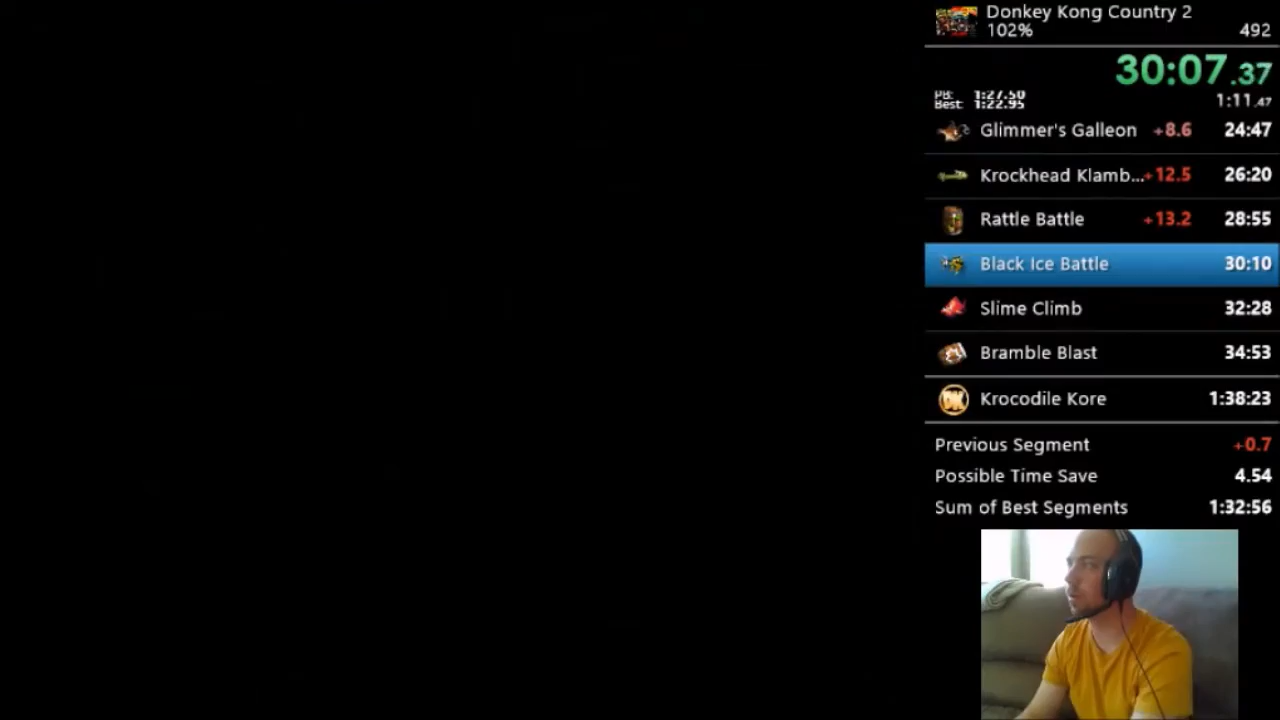 Donkey Kong Country 2
102% 492
30:07.37
PB: 1:27.50
Best: 1:22.95 1:11.47
Glimmer's Galleon +8.6 24:47
Krockhead Klamb... +12.5 26:20
Rattle Battle +13.2 28:55
Black Ice Battle 30:10
Slime Climb 32:28
Bramble Blast 34:53
Krocodile Kore 1:38:23
Previous Segment +0.7
Possible Time Save 4.54
Sum of Best Segments 1:32:56